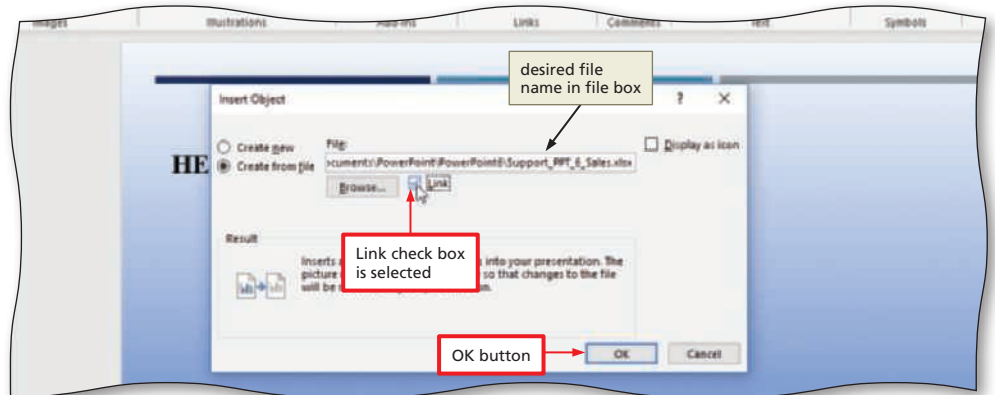 Images Illustrations Add-ins Links Comments Text Symbols
desired file
name in file box
Insert Object ? ×
Create new
File:
Display as icon
HE
Create from file
cuments\PowerPoint\PowerPoint6\Support_PPT_6_Sales.xlsx
Browse...
Link
Result
Link check box
is selected
Inserts a
into your presentation. The
picture
so that changes to the file
will be
OK button
OK
Cancel